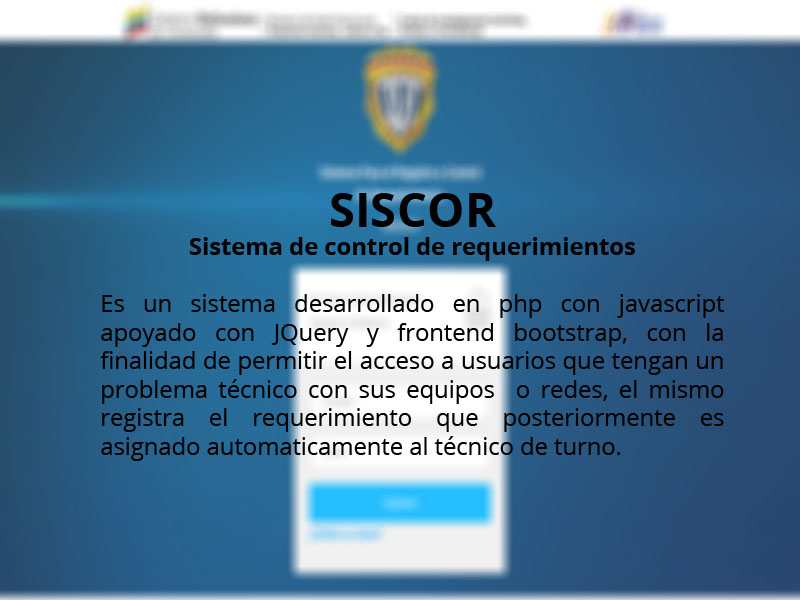 SISCOR
Sistema de control de requerimientos
Es un sistema desarrollado en php con javascript
apoyado con JQuery y frontend bootstrap, con la
finalidad de permitir el acceso a usuarios que tengan un
problema técnico con sus equipos o redes, el mismo
registra el requerimiento que posteriormente es
asignado automaticamente al técnico de turno.